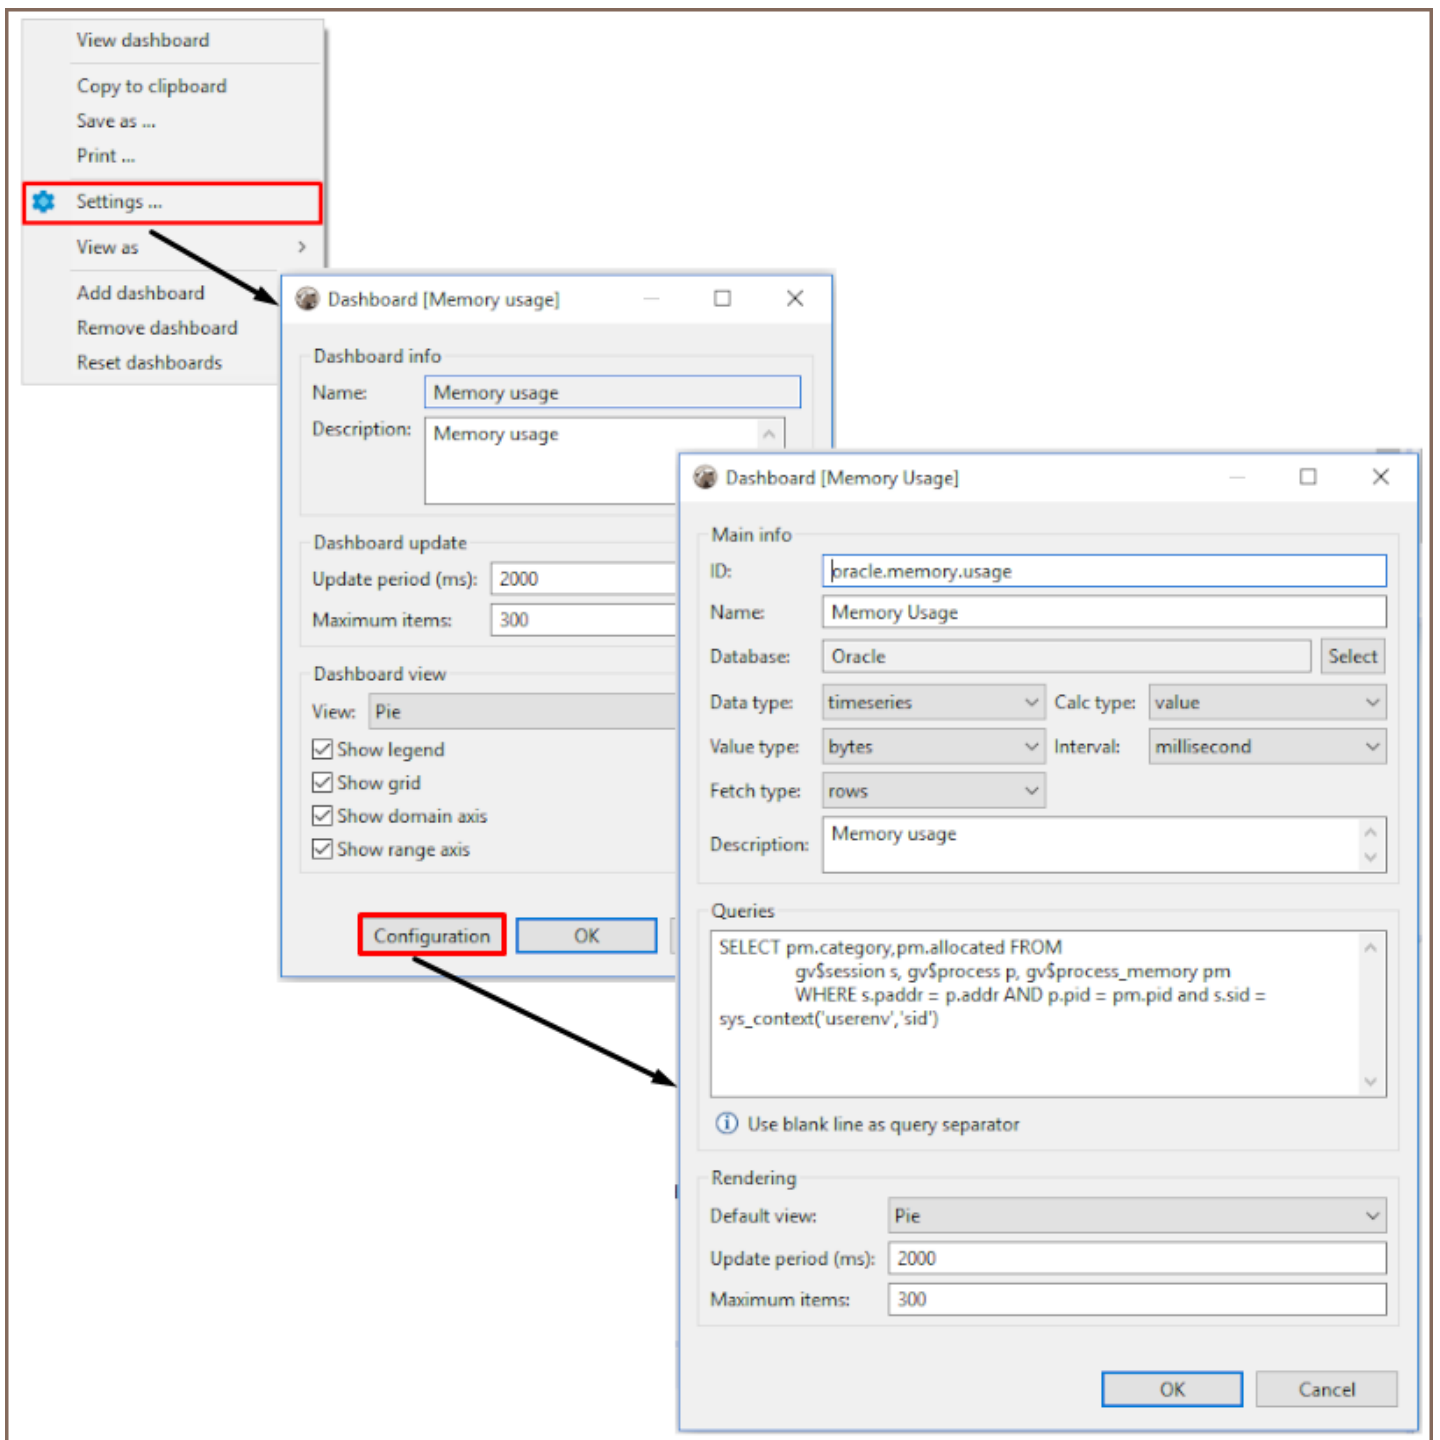 View dashboard
Copy to clipboard
Save as ...
Print ...
Settings ...
View as
Add dashboard
Remove dashboard
Reset dashboards
Dashboard [Memory usage]
Dashboard info
Name: Memory usage
Description: Memory usage
Dashboard update
Update period (ms): 2000
Maximum items: 300
Dashboard view
View: Pie
Show legend
Show grid
Show domain axis
Show range axis
Configuration OK
Dashboard [Memory Usage]
Main info
ID: oracle.memory.usage
Name: Memory Usage
Database: Oracle Select
Data type: timeseries Calc type: value
Value type: bytes Interval: millisecond
Fetch type: rows
Description: Memory usage
Queries
SELECT pm.category,pm.allocated FROM
gv$session s, gv$process p, gv$process_memory pm
WHERE s.paddr = p.addr AND p.pid = pm.pid and s.sid =
sys_context('userenv','sid')
Use blank line as query separator
Rendering
Default view: Pie
Update period (ms): 2000
Maximum items: 300
OK Cancel